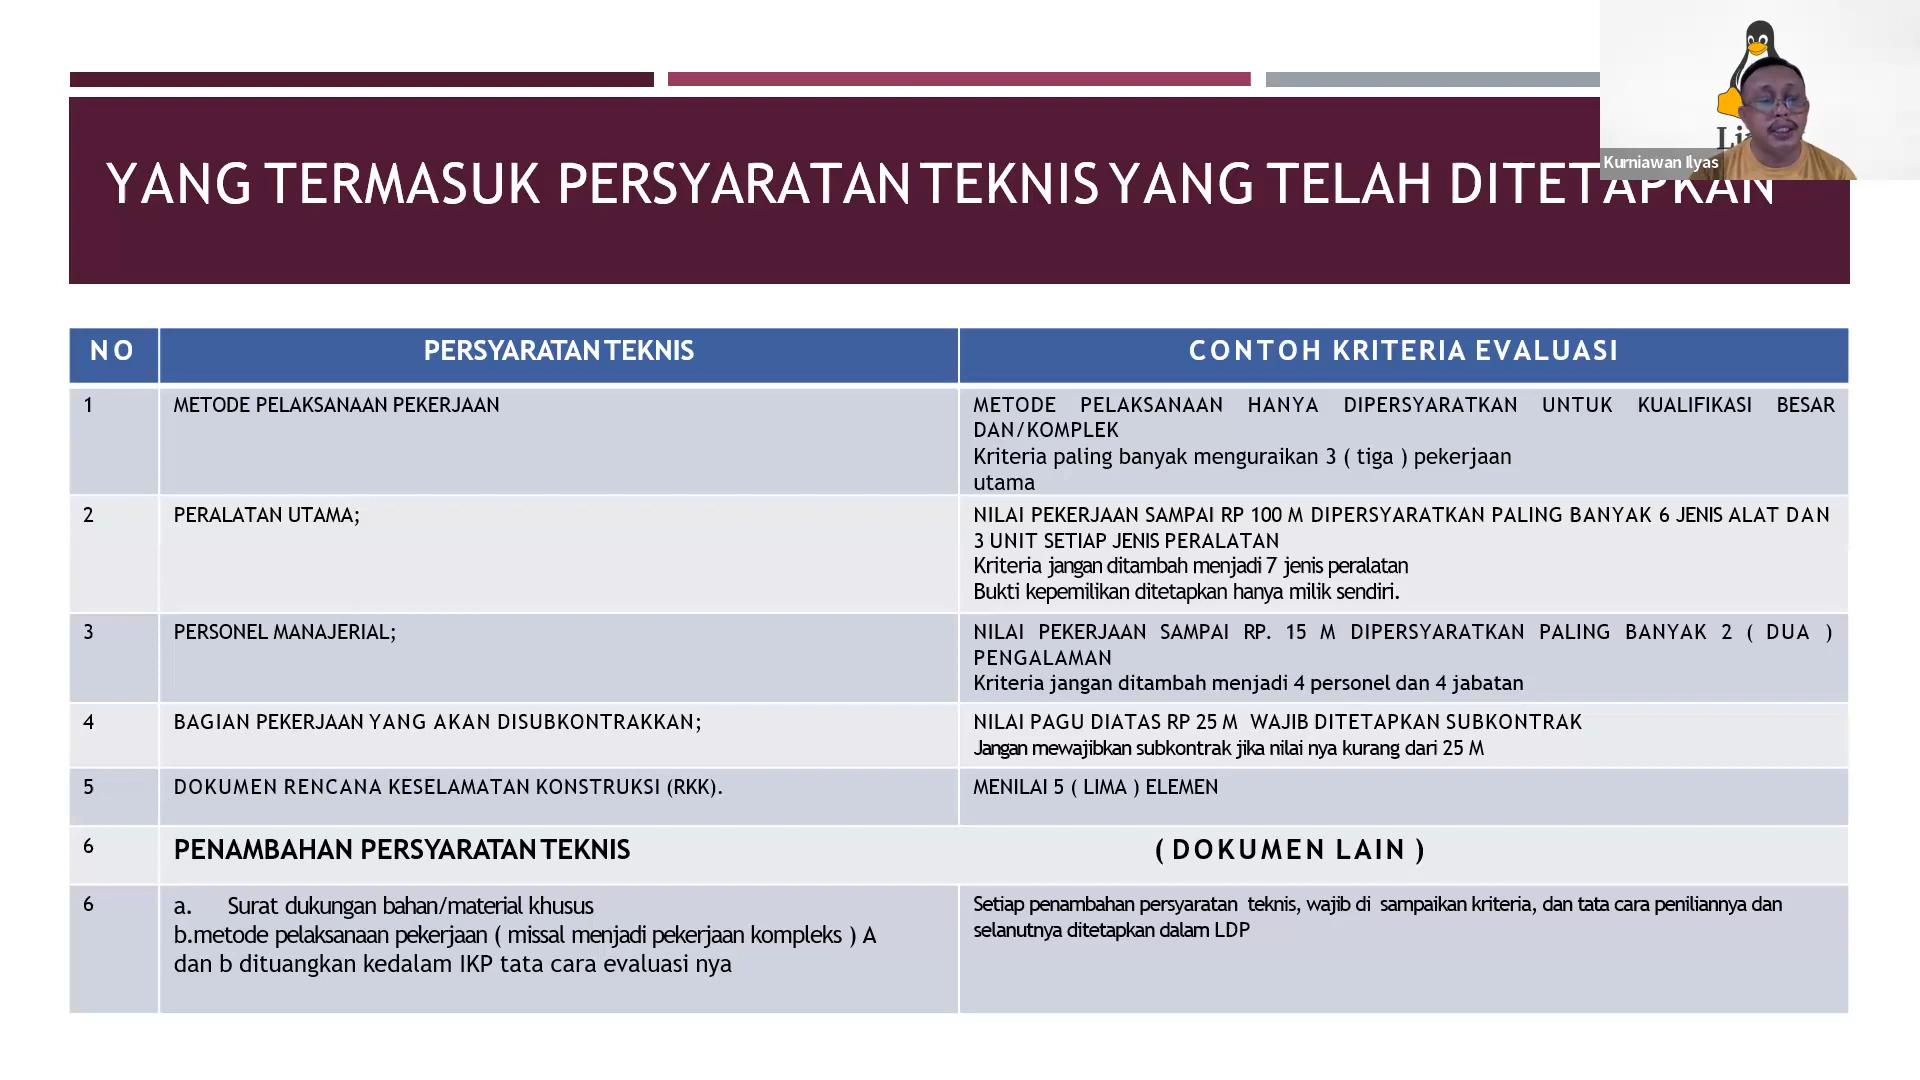 Kurniawan Ilyas
YANG TERMASUK PERSYARATAN TEKNIS YANG TELAH DITETAPKAN
NO
PERSYARATAN TEKNIS
CONTOH KRITERIA EVALUASI
1
METODE PELAKSANAAN PEKERJAAN
METODE PELAKSANAAN HANYA DIPERSYARATKAN UNTUK KUALIFIKASI BESAR
DAN/KOMPLEK
Kriteria paling banyak menguraikan 3 ( tiga ) pekerjaan
utama
2
PERALATAN UTAMA;
NILAI PEKERJAAN SAMPAI RP 100 M DIPERSYARATKAN PALING BANYAK 6 JENIS ALAT DAN
3 UNIT SETIAP JENIS PERALATAN
Kriteria jangan ditambah menjadi 7 jenis peralatan
Bukti kepemilikan ditetapkan hanya milik sendiri.
3
PERSONEL MANAJERIAL;
NILAI PEKERJAAN SAMPAI RP. 15 M DIPERSYARATKAN PALING BANYAK 2 ( DUA )
PENGALAMAN
Kriteria jangan ditambah menjadi 4 personel dan 4 jabatan
4
BAGIAN PEKERJAAN YANG AKAN DISUBKONTRAKKAN;
NILAI PAGU DIATAS RP 25 M WAJIB DITETAPKAN SUBKONTRAK
Jangan mewajibkan subkontrak jika nilai nya kurang dari 25 M
5
DOKUMEN RENCANA KESELAMATAN KONSTRUKSI (RKK).
MENILAI 5 ( LIMA ) ELEMEN
6
PENAMBAHAN PERSYARATAN TEKNIS ( DOKUMEN LAIN )
6
a. Surat dukungan bahan/material khusus
b.metode pelaksanaan pekerjaan ( missal menjadi pekerjaan kompleks ) A
dan b dituangkan kedalam IKP tata cara evaluasi nya
Setiap penambahan persyaratan teknis, wajib di sampaikan kriteria, dan tata cara peniliannya dan
selanutnya ditetapkan dalam LDP